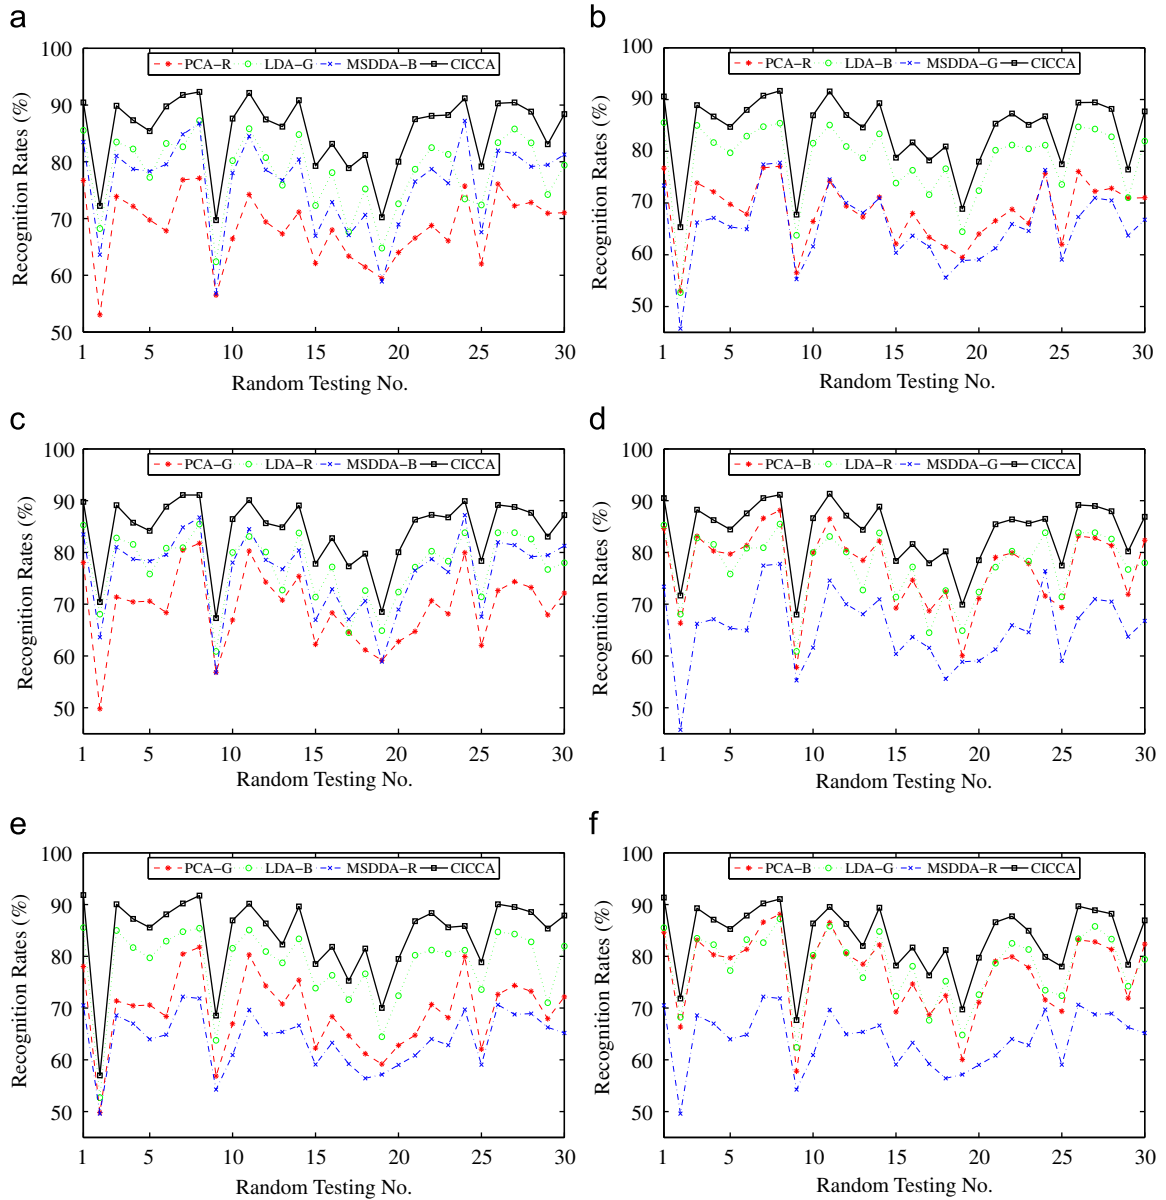 a
100
90
80
70
60
50
Recognition Rates (%)
PCA-R LDA-G MSDDA-B CICCA
1 5 10 15 20 25 30
Random Testing No.
b
100
90
80
70
60
50
Recognition Rates (%)
PCA-R LDA-B MSDDA-G CICCA
1 5 10 15 20 25 30
Random Testing No.
c
100
90
80
70
60
50
Recognition Rates (%)
PCA-G LDA-R MSDDA-B CICCA
1 5 10 15 20 25 30
Random Testing No.
d
100
90
80
70
60
50
Recognition Rates (%)
PCA-B LDA-R MSDDA-G CICCA
1 5 10 15 20 25 30
Random Testing No.
e
100
90
80
70
60
50
Recognition Rates (%)
PCA-G LDA-B MSDDA-R CICCA
1 5 10 15 20 25 30
Random Testing No.
f
100
90
80
70
60
50
Recognition Rates (%)
PCA-B LDA-G MSDDA-R CICCA
1 5 10 15 20 25 30
Random Testing No.